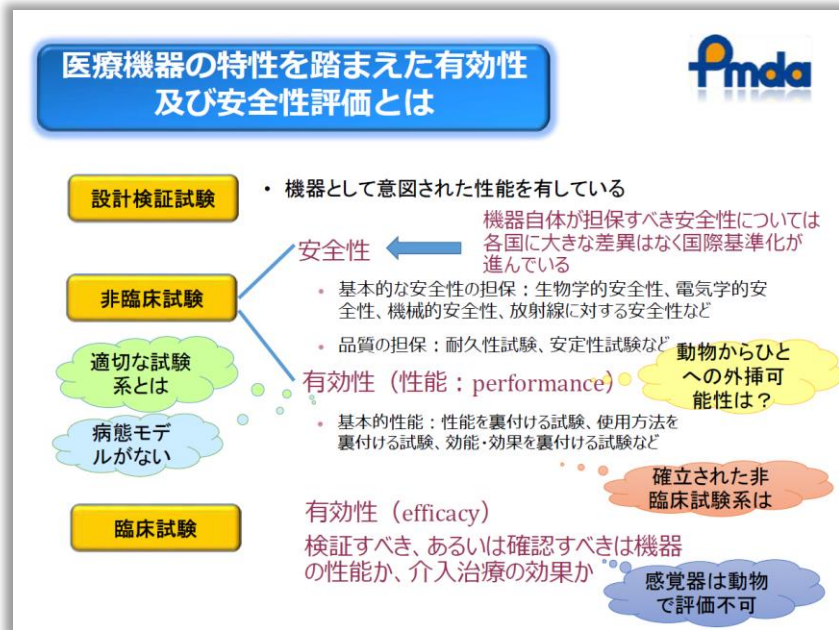 医療機器の特性を踏まえた有効性
及び安全性評価とは
Pmda
設計検証試験
・ 機器として意図された性能を有している
機器自体が担保すべき安全性については
各国に大きな差異はなく国際基準化が
進んでいる
安全性
非臨床試験
• 基本的な安全性の担保：生物学的安全性、電気学的安
全性、機械的安全性、放射線に対する安全性など
• 品質の担保：耐久性試験、安定性試験など
動物からひと
への外挿可
能性は？
適切な試験
系とは
有効性（性能：performance）
病態モデ
ルがない
• 基本的性能：性能を裏付ける試験、使用方法を
裏付ける試験、効能・効果を裏付ける試験など
確立された非
臨床試験系は
臨床試験
有効性（efficacy）
検証すべき、あるいは確認すべきは機器
の性能か、介入治療の効果か
感覚器は動物
で評価不可